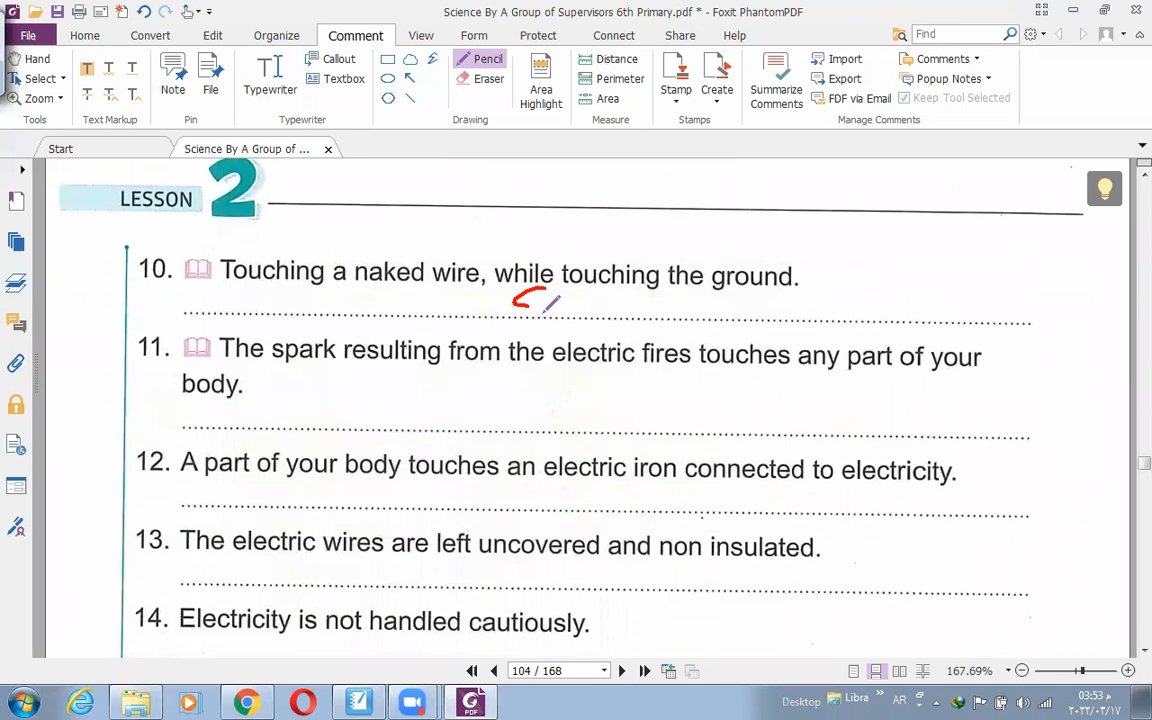 Science By A Group of Supervisors 6th Primary.pdf * - Foxit PhantomPDF
File Home Convert Edit Organize Comment View Form Protect Connect Share Help Find
Hand Select Zoom Tools
Text Markup
Note File Pin
Typewriter Callout Textbox Typewriter
Pencil Eraser Area Highlight Drawing
Distance Perimeter Area Measure
Stamp Create Stamps
Summarize Comments Import Export FDF via Email Comments Popup Notes Keep Tool Selected Manage Comments
Start Science By A Group of ...
LESSON 2
10. Touching a naked wire, while touching the ground.
11. The spark resulting from the electric fires touches any part of your
body.
12. A part of your body touches an electric iron connected to electricity.
13. The electric wires are left uncovered and non insulated.
14. Electricity is not handled cautiously.
104 / 168 167.69%
PDF
Desktop Libra AR
03:53 م
٢٠٢٢/٠٣/١٧